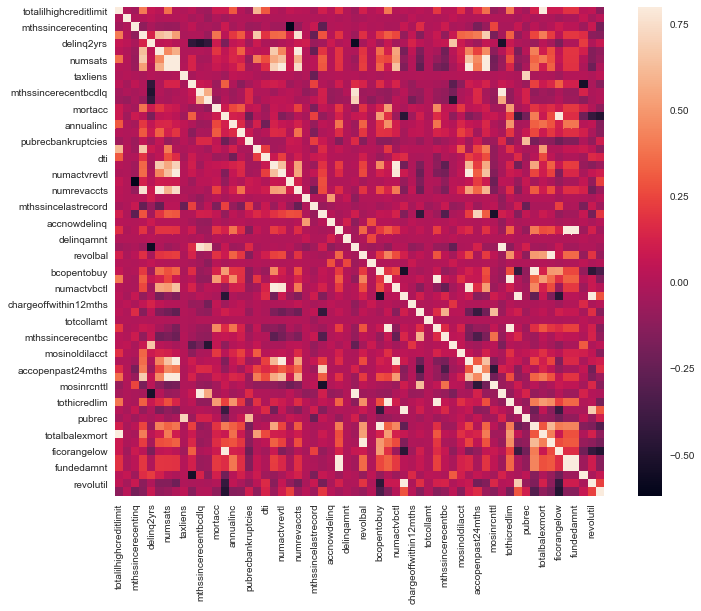 totalilhighcreditlimit
mthssincerecentinq
delinq2yrs
numsats
taxliens
mthssincerecentbcdlq
mortacc
annualinc
pubrecbankruptcies
dti
numactvrevtl
numrevaccts
mthssincelastrecord
accnowdelinq
delinqamnt
revolbal
bcopentobuy
numactvbctl
chargeoffwithin12mths
totcollamt
mthssincerecentbc
mosinoldilacct
accopenpast24mths
mosinrcnttl
tothicredlim
pubrec
totalbalexmort
ficorangelow
fundedamnt
revolutil
totalilhighcreditlimit
mthssincerecentinq
delinq2yrs
numsats
taxliens
mthssincerecentbcdlq
mortacc
annualinc
pubrecbankruptcies
dti
numactvrevtl
numrevaccts
mthssincelastrecord
accnowdelinq
delinqamnt
revolbal
bcopentobuy
numactvbctl
chargeoffwithin12mths
totcollamt
mthssincerecentbc
mosinoldilacct
accopenpast24mths
mosinrcnttl
tothicredlim
pubrec
totalbalexmort
ficorangelow
fundedamnt
revolutil
0.75
0.50
0.25
0.00
−0.25
−0.50